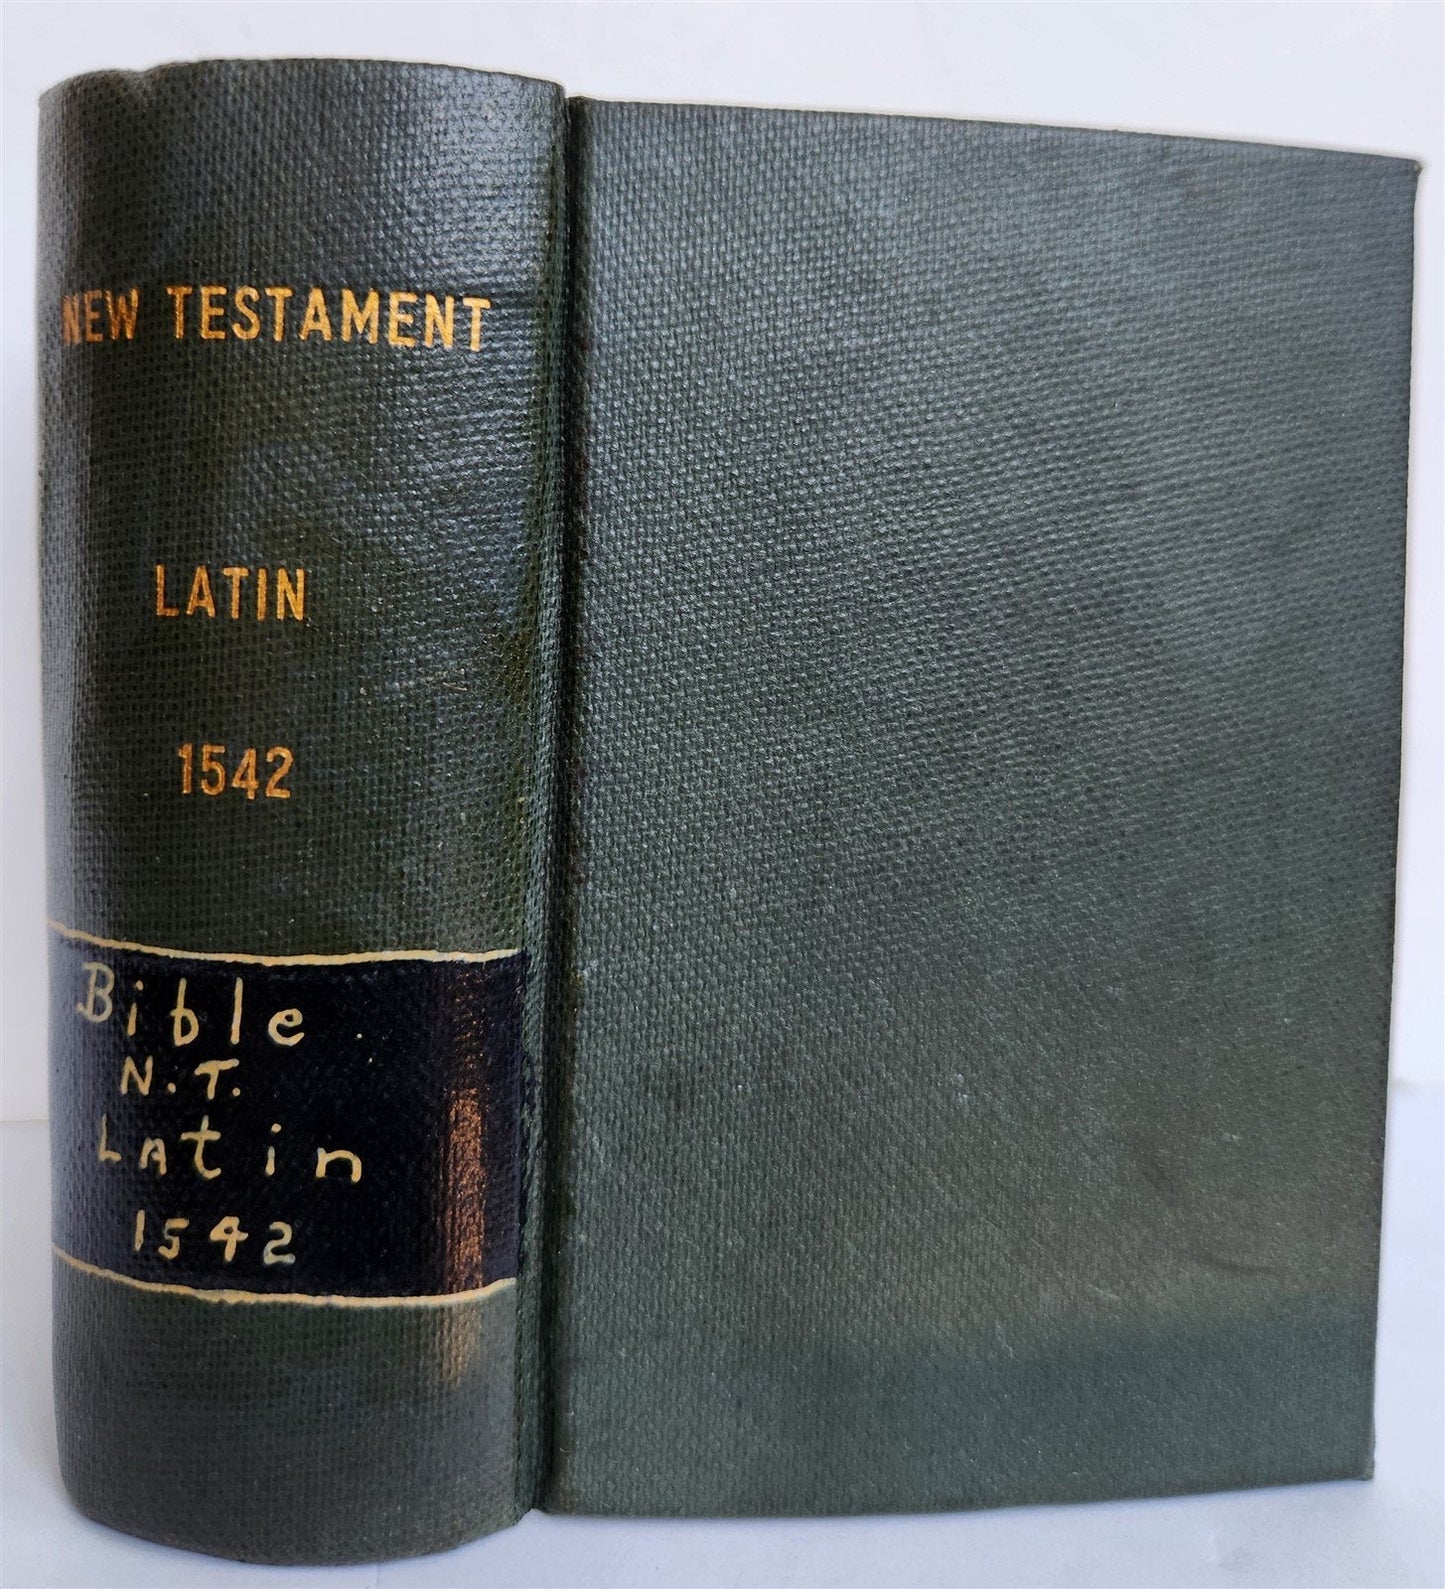 NEW TESTAMENT
LATIN
1542
Bible
N.T.
LAtin
1542